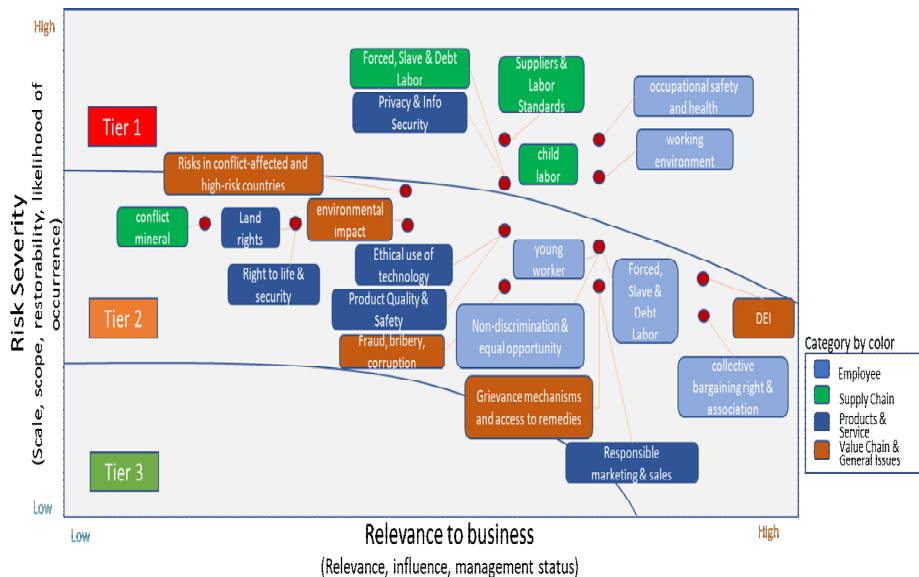 High
Risk Severity
(Scale, scope, restorability, likelihood of
occurrence)
Low
Tier 1
Tier 2
Tier 3
Forced, Slave & Debt
Labor
Privacy & Info
Security
Suppliers &
Labor
Standards
child
labor
occupational safety
and health
working
environment
Risks in conflict-affected and
high-risk countries
conflict
mineral
Land
rights
environmental
impact
Right to life &
security
Ethical use of
technology
Product Quality &
Safety
Fraud, bribery,
corruption
young
worker
Non-discrimination &
equal opportunity
Forced,
Slave &
Debt
Labor
DEI
collective
bargaining right &
association
Grievance mechanisms
and access to remedies
Responsible
marketing & sales
Category by color
Employee
Supply Chain
Products &
Service
Value Chain &
General Issues
Low
Relevance to business
High
(Relevance, influence, management status)